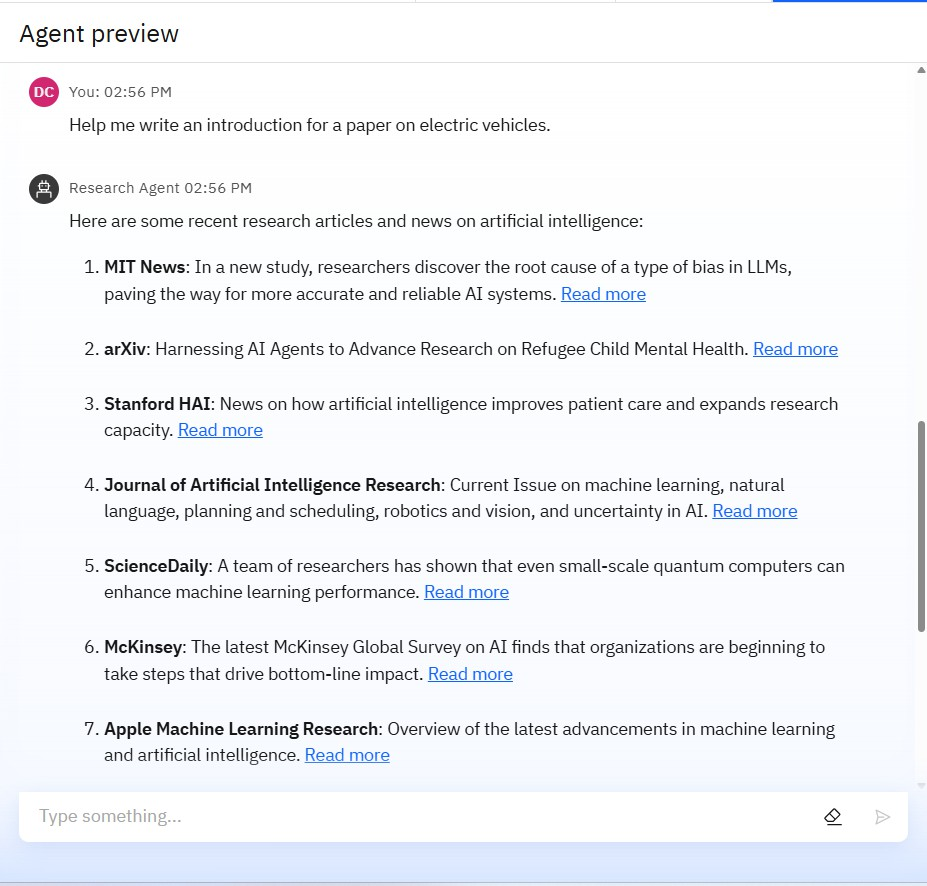 Agent preview
DC
You: 02:56 PM
Help me write an introduction for a paper on electric vehicles.
Research Agent 02:56 PM
Here are some recent research articles and news on artificial intelligence:
1. MIT News: In a new study, researchers discover the root cause of a type of bias in LLMs,
paving the way for more accurate and reliable AI systems. Read more
2. arXiv: Harnessing AI Agents to Advance Research on Refugee Child Mental Health. Read more
3. Stanford HAI: News on how artificial intelligence improves patient care and expands research
capacity. Read more
4. Journal of Artificial Intelligence Research: Current Issue on machine learning, natural
language, planning and scheduling, robotics and vision, and uncertainty in AI. Read more
5. ScienceDaily: A team of researchers has shown that even small-scale quantum computers can
enhance machine learning performance. Read more
6. McKinsey: The latest McKinsey Global Survey on AI finds that organizations are beginning to
take steps that drive bottom-line impact. Read more
7. Apple Machine Learning Research: Overview of the latest advancements in machine learning
and artificial intelligence. Read more
Type something...